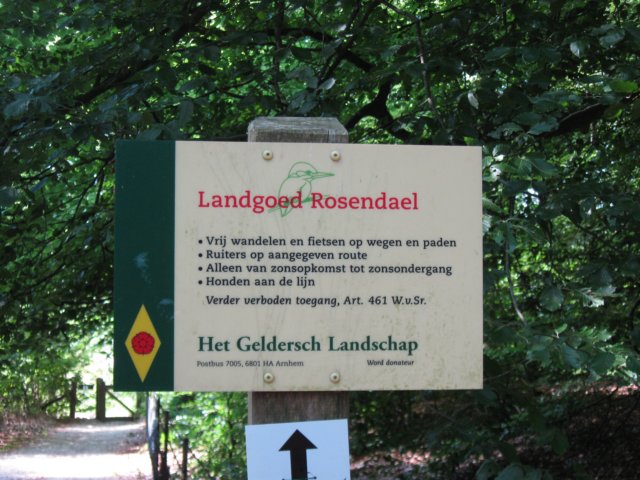 Landgoed Rosendael
• Vrij wandelen en fietsen op wegen en paden
• Ruiters op aangegeven route
• Alleen van zonsopkomst tot zonsondergang
• Honden aan de lijn
Verder verboden toegang, Art. 461 W.v.Sr.
Het Geldersch Landschap
Postbus 7005, 6801 HA Arnhem Word donateur